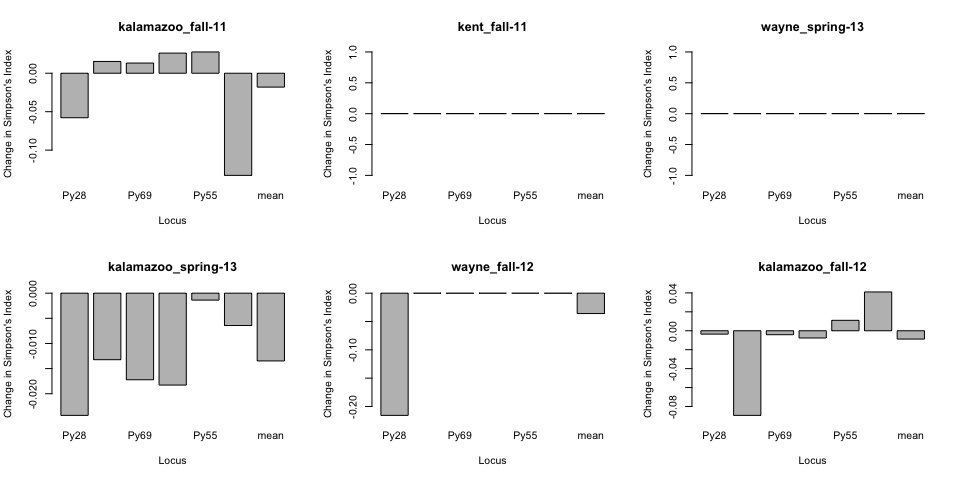 kalamazoo_fall-11
Change in Simpson's Index
0.00
-0.05
-0.10
Py28 Py69 Py55 mean
Locus
kent_fall-11
Change in Simpson's Index
1.0
0.5
0.0
-0.5
-1.0
Py28 Py69 Py55 mean
Locus
wayne_spring-13
Change in Simpson's Index
1.0
0.5
0.0
-0.5
-1.0
Py28 Py69 Py55 mean
Locus
kalamazoo_spring-13
Change in Simpson's Index
0.000
-0.010
-0.020
Py28 Py69 Py55 mean
Locus
wayne_fall-12
Change in Simpson's Index
0.00
-0.10
-0.20
Py28 Py69 Py55 mean
Locus
kalamazoo_fall-12
Change in Simpson's Index
0.04
0.00
-0.04
-0.08
Py28 Py69 Py55 mean
Locus